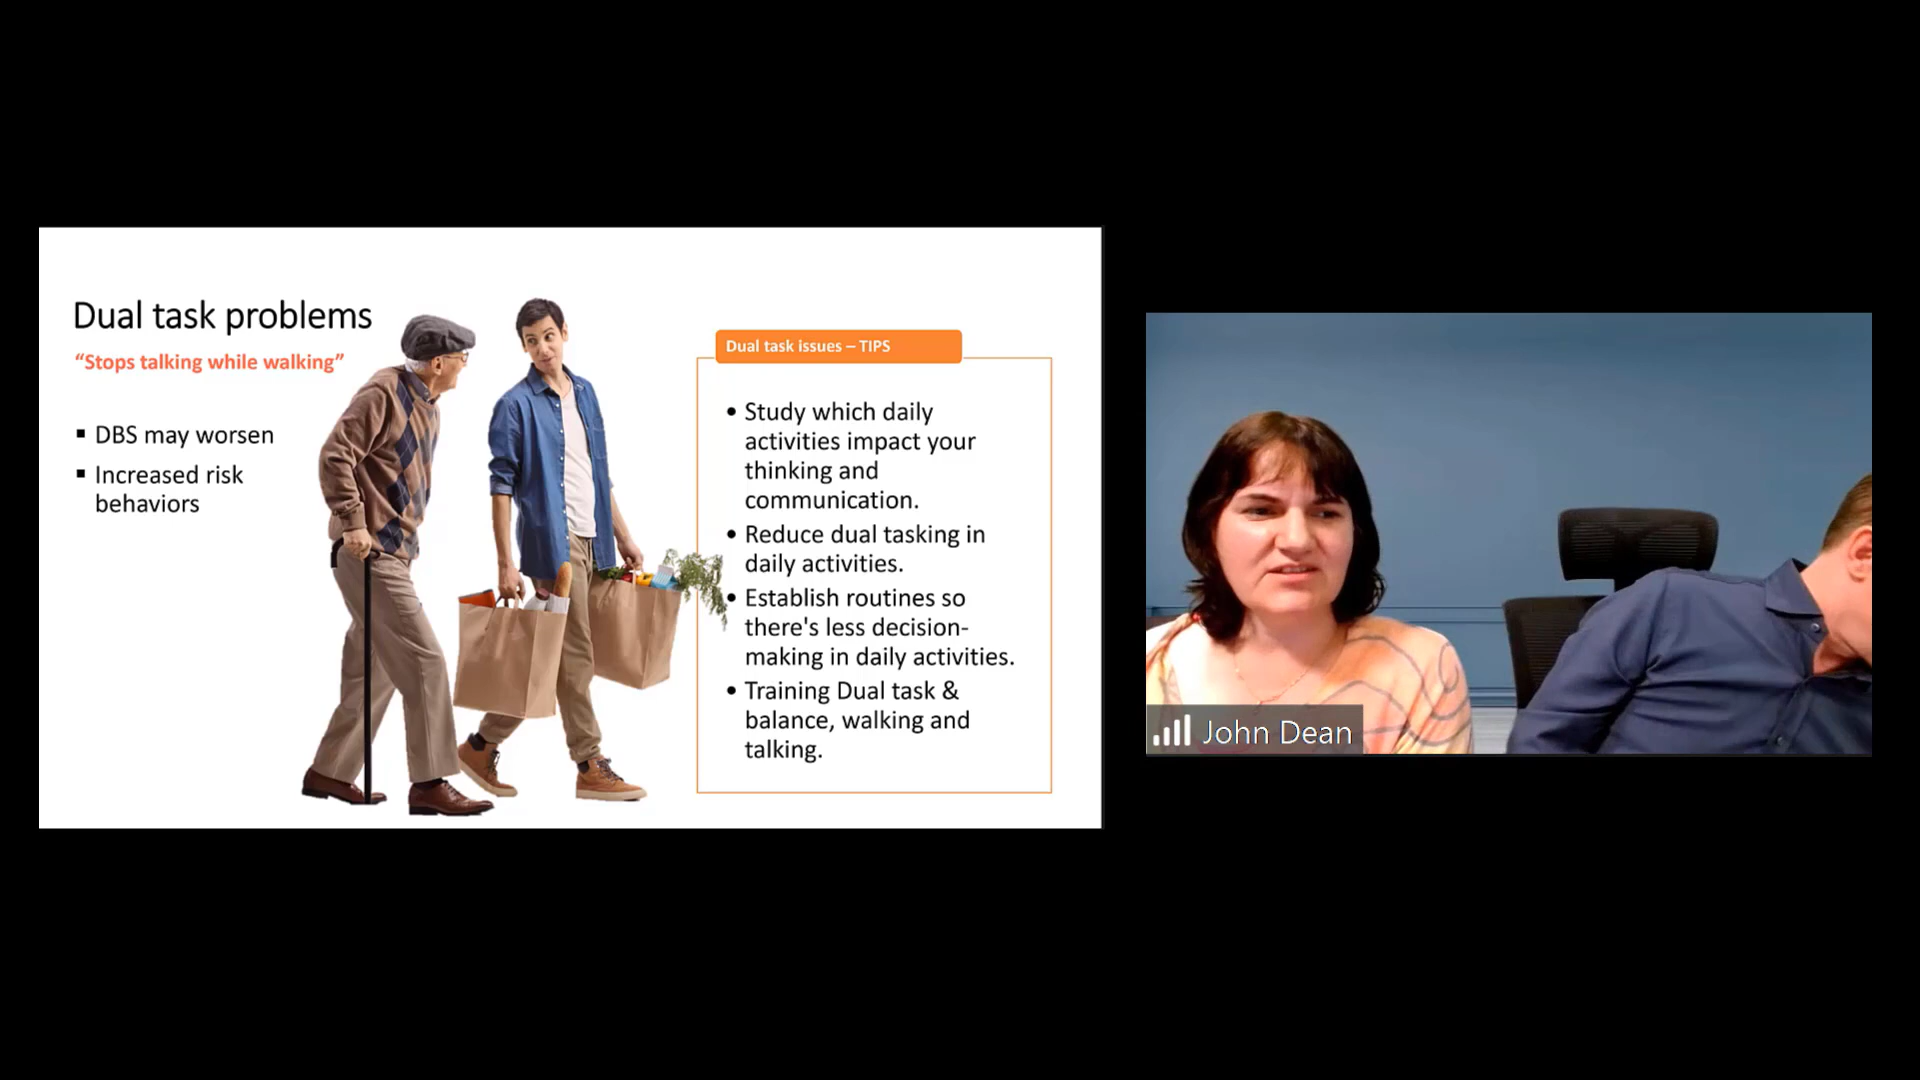 Dual task problems
“Stops talking while walking”
▪ DBS may worsen
▪ Increased risk
behaviors
Dual task issues – TIPS
• Study which daily
activities impact your
thinking and
communication.
• Reduce dual tasking in
daily activities.
• Establish routines so
there's less decision-
making in daily activities.
• Training Dual task &
balance, walking and
talking.
John Dean